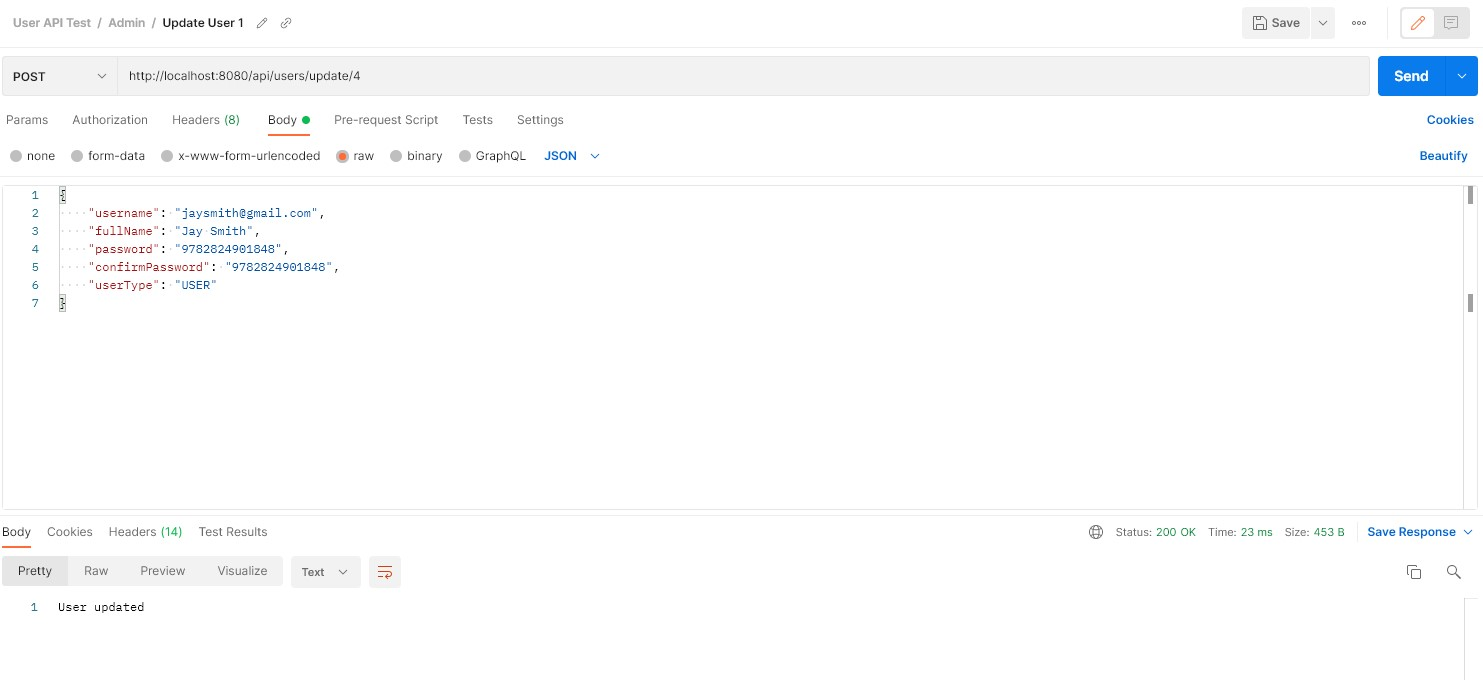 User API Test / Admin / Update User 1
Save
POST
http://localhost:8080/api/users/update/4
Send
Params Authorization Headers (8) Body Pre-request Script Tests Settings Cookies
none form-data x-www-form-urlencoded raw binary GraphQL JSON Beautify
1 {
2 "username": "jaysmith@gmail.com",
3 "fullName": "Jay Smith",
4 "password": "9782824901848",
5 "confirmPassword": "9782824901848",
6 "userType": "USER"
7 }
Body Cookies Headers (14) Test Results Status: 200 OK Time: 23 ms Size: 453 B Save Response
Pretty Raw Preview Visualize Text
1 User updated